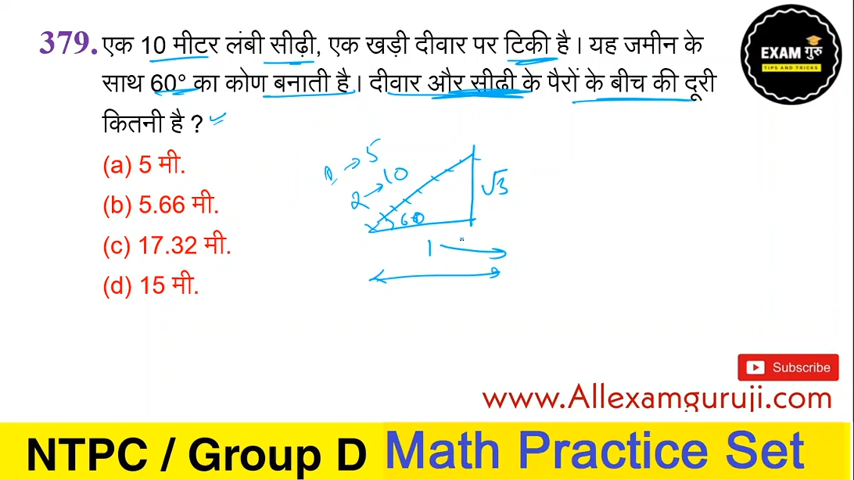 379. एक 10 मीटर लंबी सीढ़ी, एक खड़ी दीवार पर टिकी है। यह जमीन के
साथ 60° का कोण बनाती है। दीवार और सीढी के पैरों के बीच की दूरी
कितनी है ?
(a) 5 मी.
(b) 5.66 मी.
(c) 17.32 मी.
(d) 15 मी.
1 → 5
2 → 10
60
√3
1
EXAM गुरु
TIPS AND TRICKS
Subscribe
www.Allexamguruji.com
NTPC / Group D Math Practice Set